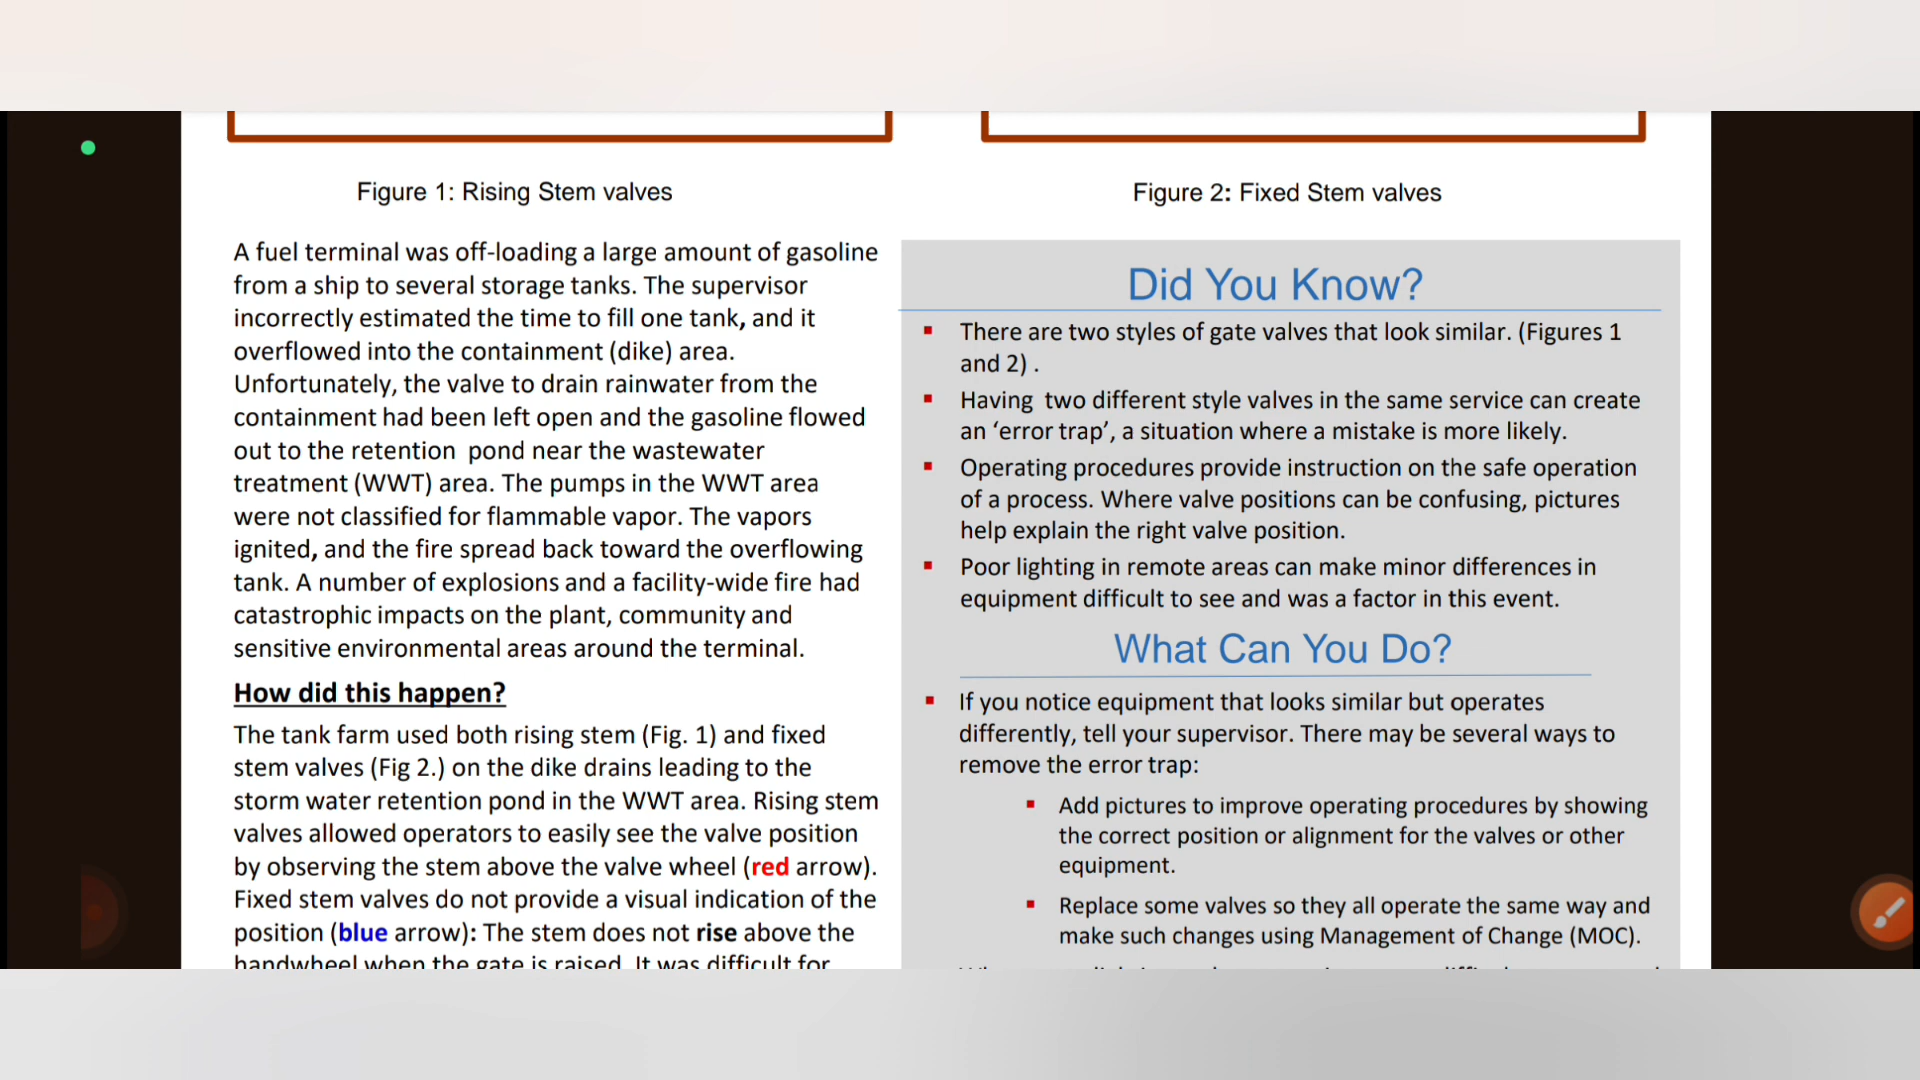 Figure 1: Rising Stem valves
Figure 2: Fixed Stem valves
A fuel terminal was off-loading a large amount of gasoline
from a ship to several storage tanks. The supervisor
incorrectly estimated the time to fill one tank, and it
overflowed into the containment (dike) area.
Unfortunately, the valve to drain rainwater from the
containment had been left open and the gasoline flowed
out to the retention  pond near the wastewater
treatment (WWT) area. The pumps in the WWT area
were not classified for flammable vapor. The vapors
ignited, and the fire spread back toward the overflowing
tank. A number of explosions and a facility-wide fire had
catastrophic impacts on the plant, community and
sensitive environmental areas around the terminal.
How did this happen?
The tank farm used both rising stem (Fig. 1) and fixed
stem valves (Fig 2.) on the dike drains leading to the
storm water retention pond in the WWT area. Rising stem
valves allowed operators to easily see the valve position
by observing the stem above the valve wheel (red arrow).
Fixed stem valves do not provide a visual indication of the
position (blue arrow): The stem does not rise above the
handwheel when the gate is raised. It was difficult for
Did You Know?
▪ There are two styles of gate valves that look similar. (Figures 1
and 2) .
▪ Having  two different style valves in the same service can create
an ‘error trap’, a situation where a mistake is more likely.
▪ Operating procedures provide instruction on the safe operation
of a process. Where valve positions can be confusing, pictures
help explain the right valve position.
▪ Poor lighting in remote areas can make minor differences in
equipment difficult to see and was a factor in this event.
What Can You Do?
▪ If you notice equipment that looks similar but operates
differently, tell your supervisor. There may be several ways to
remove the error trap:
▪ Add pictures to improve operating procedures by showing
the correct position or alignment for the valves or other
equipment.
▪ Replace some valves so they all operate the same way and
make such changes using Management of Change (MOC).